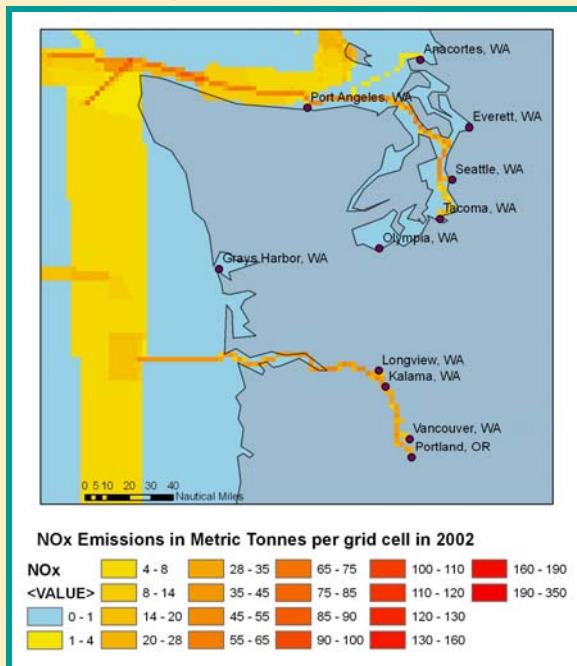 Anacortes, WA
Port Angeles, WA
Everett, WA
Seattle, WA
Tacoma, WA
Olympia, WA
Grays Harbor, WA
Longview, WA
Kalama, WA
Vancouver, WA
Portland, OR
0 5 10 20 30 40
Nautical Miles
NOx Emissions in Metric Tonnes per grid cell in 2002
NOx
<VALUE>
0 - 1
1 - 4
4 - 8
8 - 14
14 - 20
20 - 28
28 - 35
35 - 45
45 - 55
55 - 65
65 - 75
75 - 85
85 - 90
90 - 100
100 - 110
110 - 120
120 - 130
130 - 160
160 - 190
190 - 350